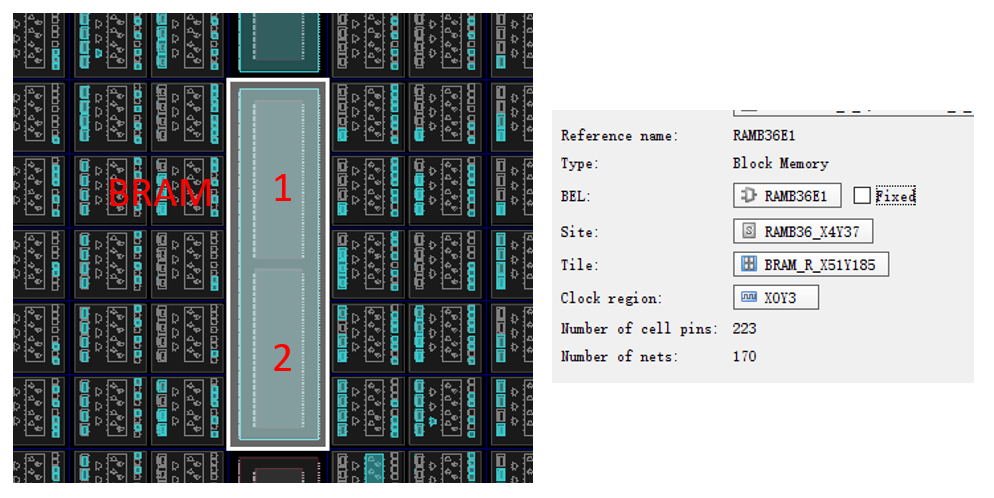 BRAM
1
2
Reference name: RAMB36E1
Type: Block Memory
BEL: RAMB36E1 Fixed
Site: RAMB36_X4Y37
Tile: BRAM_R_X51Y185
Clock region: X0Y3
Number of cell pins: 223
Number of nets: 170